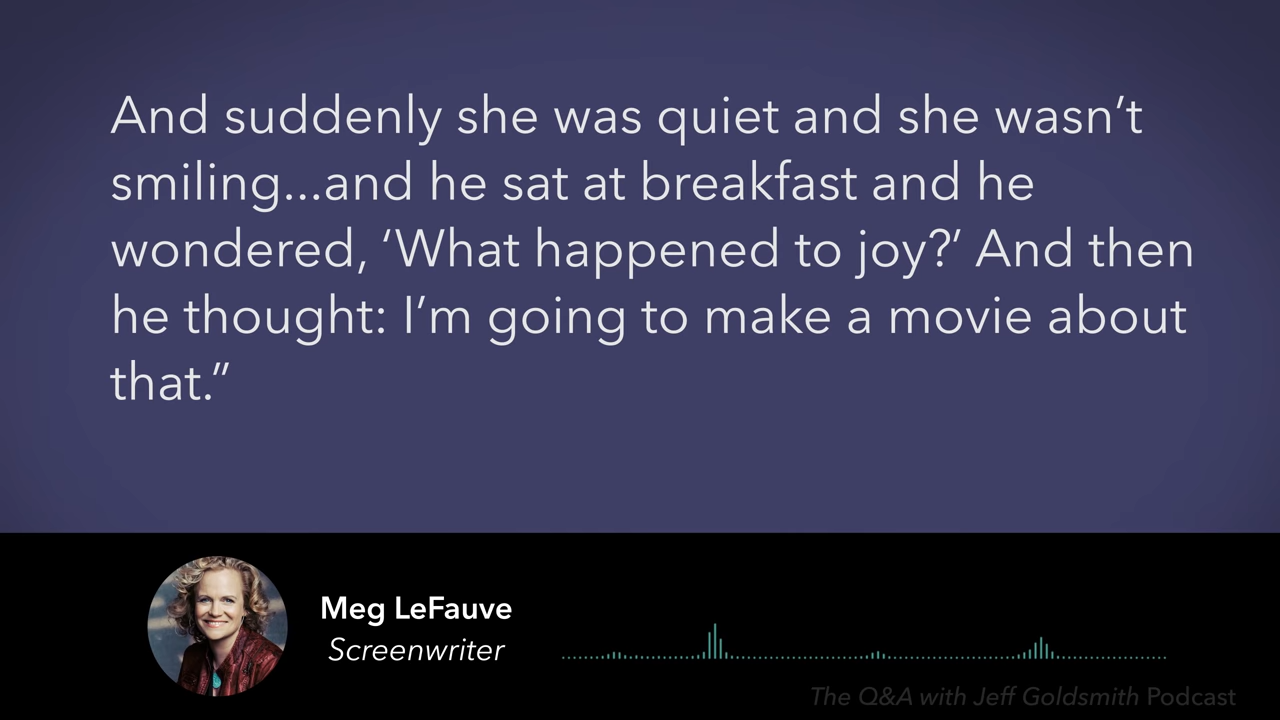 And suddenly she was quiet and she wasn’t
smiling...and he sat at breakfast and he
wondered, ‘What happened to joy?’ And then
he thought: I’m going to make a movie about
that.”
Meg LeFauve
Screenwriter
The Q&A with Jeff Goldsmith Podcast